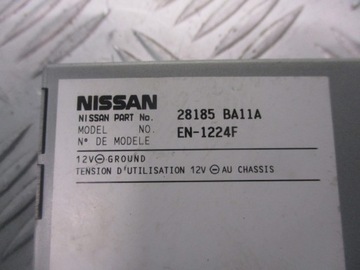 NISSAN
NISSAN PART No. 28185 BA11A
MODEL NO. EN-1224F
N° DE MODELE
12V ⊖ GROUND
TENSION D'UTILISATION 12V ⊖ AU CHASSIS